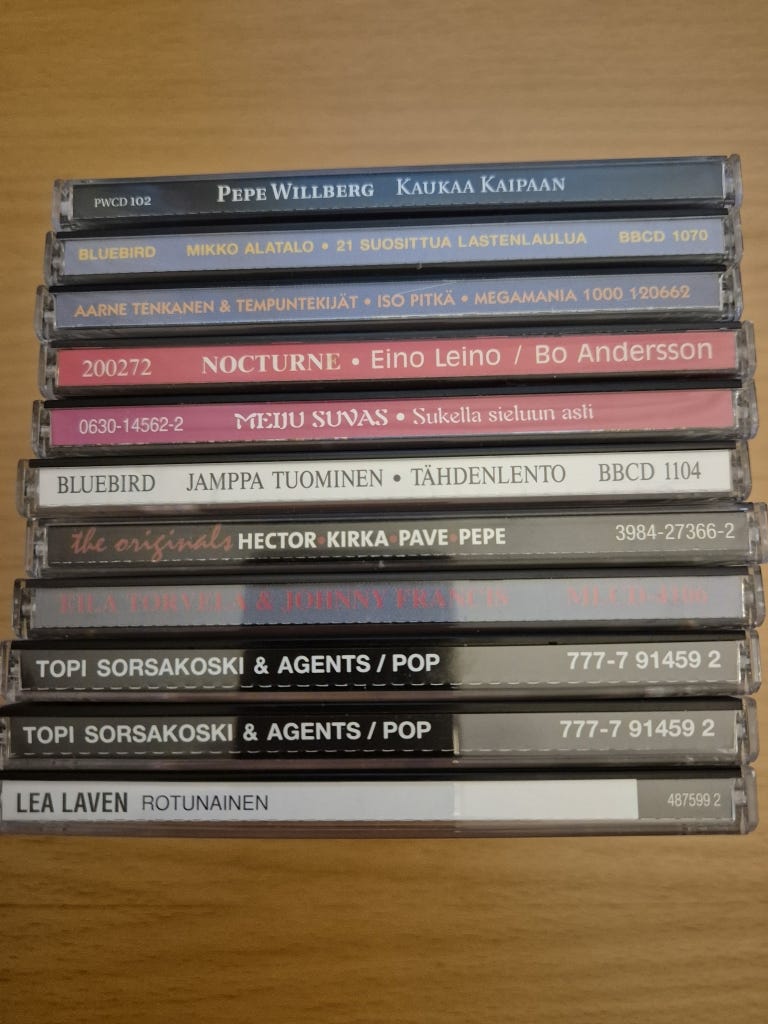 PWCD 102 PEPE WILLBERG KAUKAA KAIPAAN
BLUEBIRD MIKKO ALATALO • 21 SUOSITTUA LASTENLAULUA BBCD 1070
AARNE TENKANEN & TEMPUNTEKIJÄT • ISO PITKÄ • MEGAMANIA 1000 120662
200272 NOCTURNE • Eino Leino / Bo Andersson
0630-14562-2 MEIJU SUVAS • Sukella sieluun asti
BLUEBIRD JAMPPA TUOMINEN • TÄHDENLENTO BBCD 1104
the originals HECTOR • KIRKA • PAVE • PEPE 3984-27366-2
TORVELA & JOHNNY FRANCIS
TOPI SORSAKOSKI & AGENTS / POP 777-7 91459 2
TOPI SORSAKOSKI & AGENTS / POP 777-7 91459 2
LEA LAVEN ROTUNAINEN 487599 2